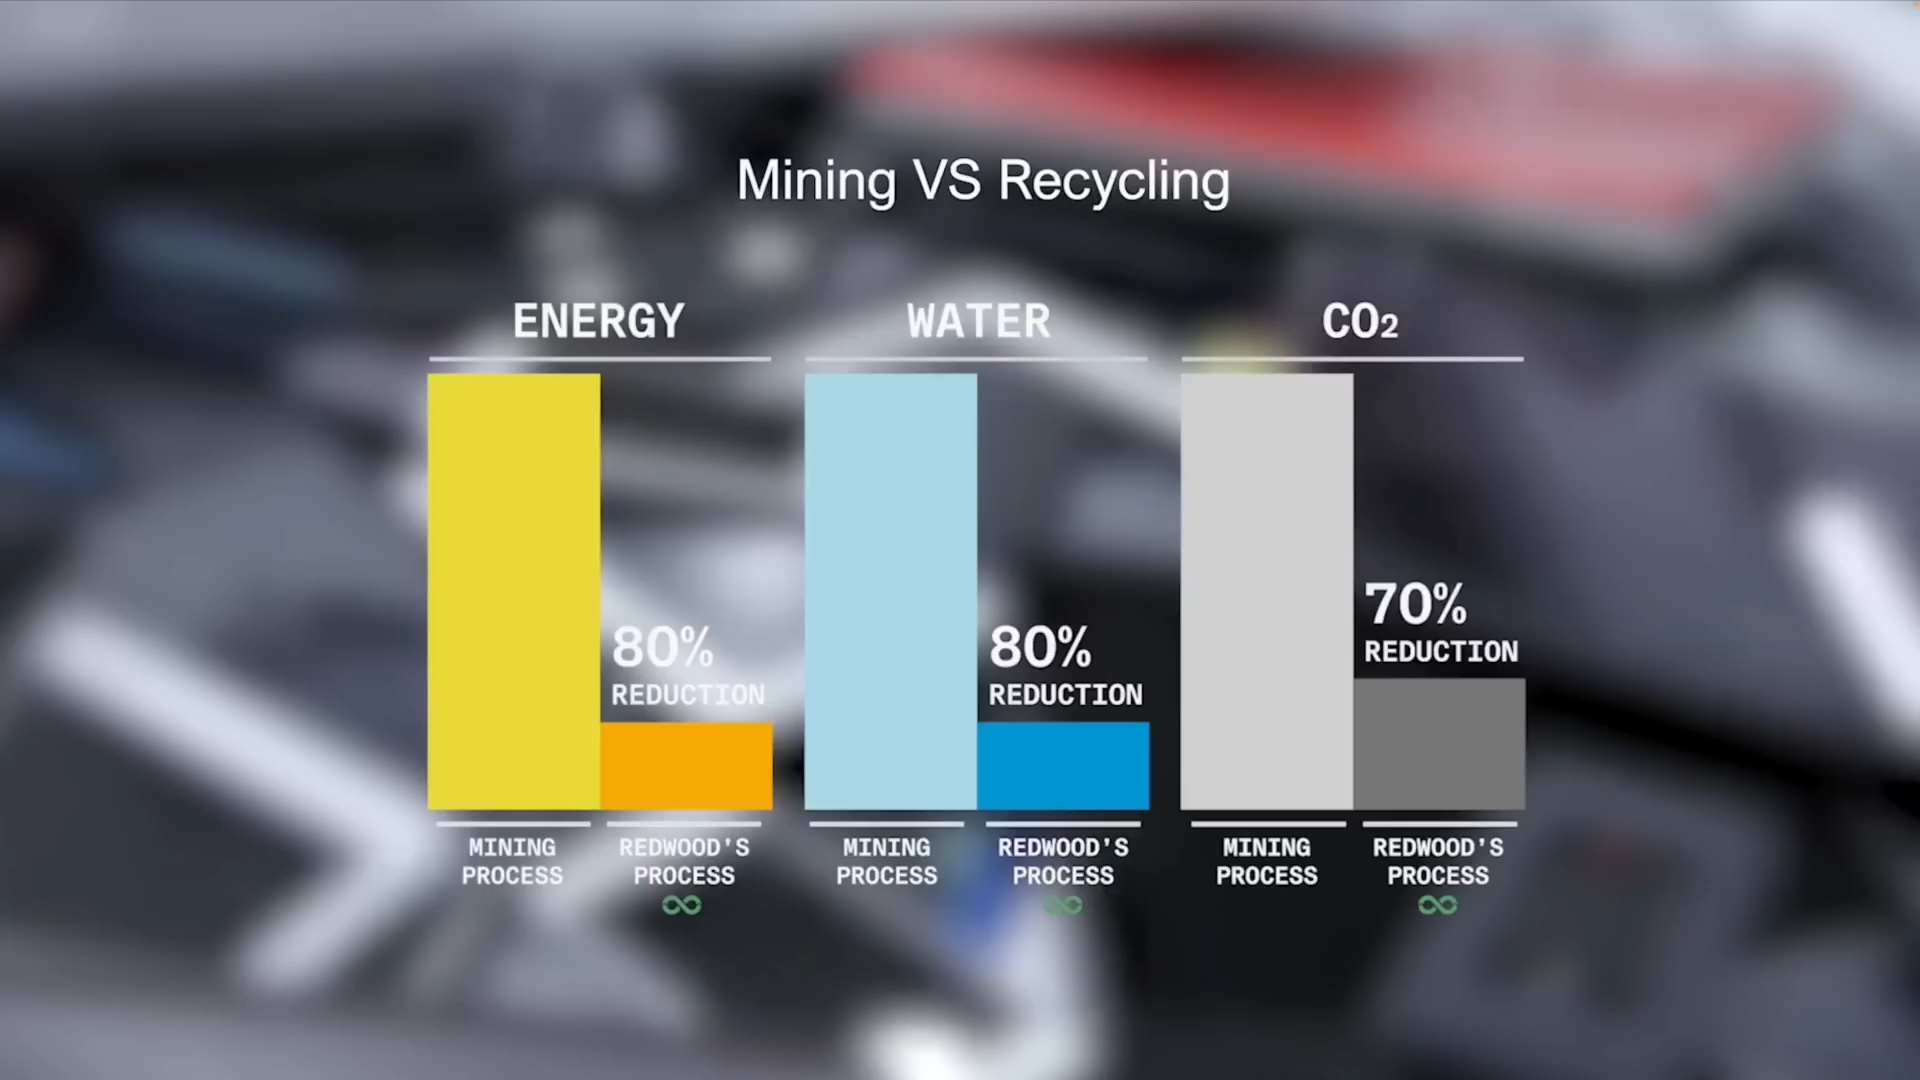 Mining VS Recycling
ENERGY
WATER
CO₂
80%
REDUCTION
80%
REDUCTION
70%
REDUCTION
MINING
PROCESS
REDWOOD'S
PROCESS
MINING
PROCESS
REDWOOD'S
PROCESS
MINING
PROCESS
REDWOOD'S
PROCESS